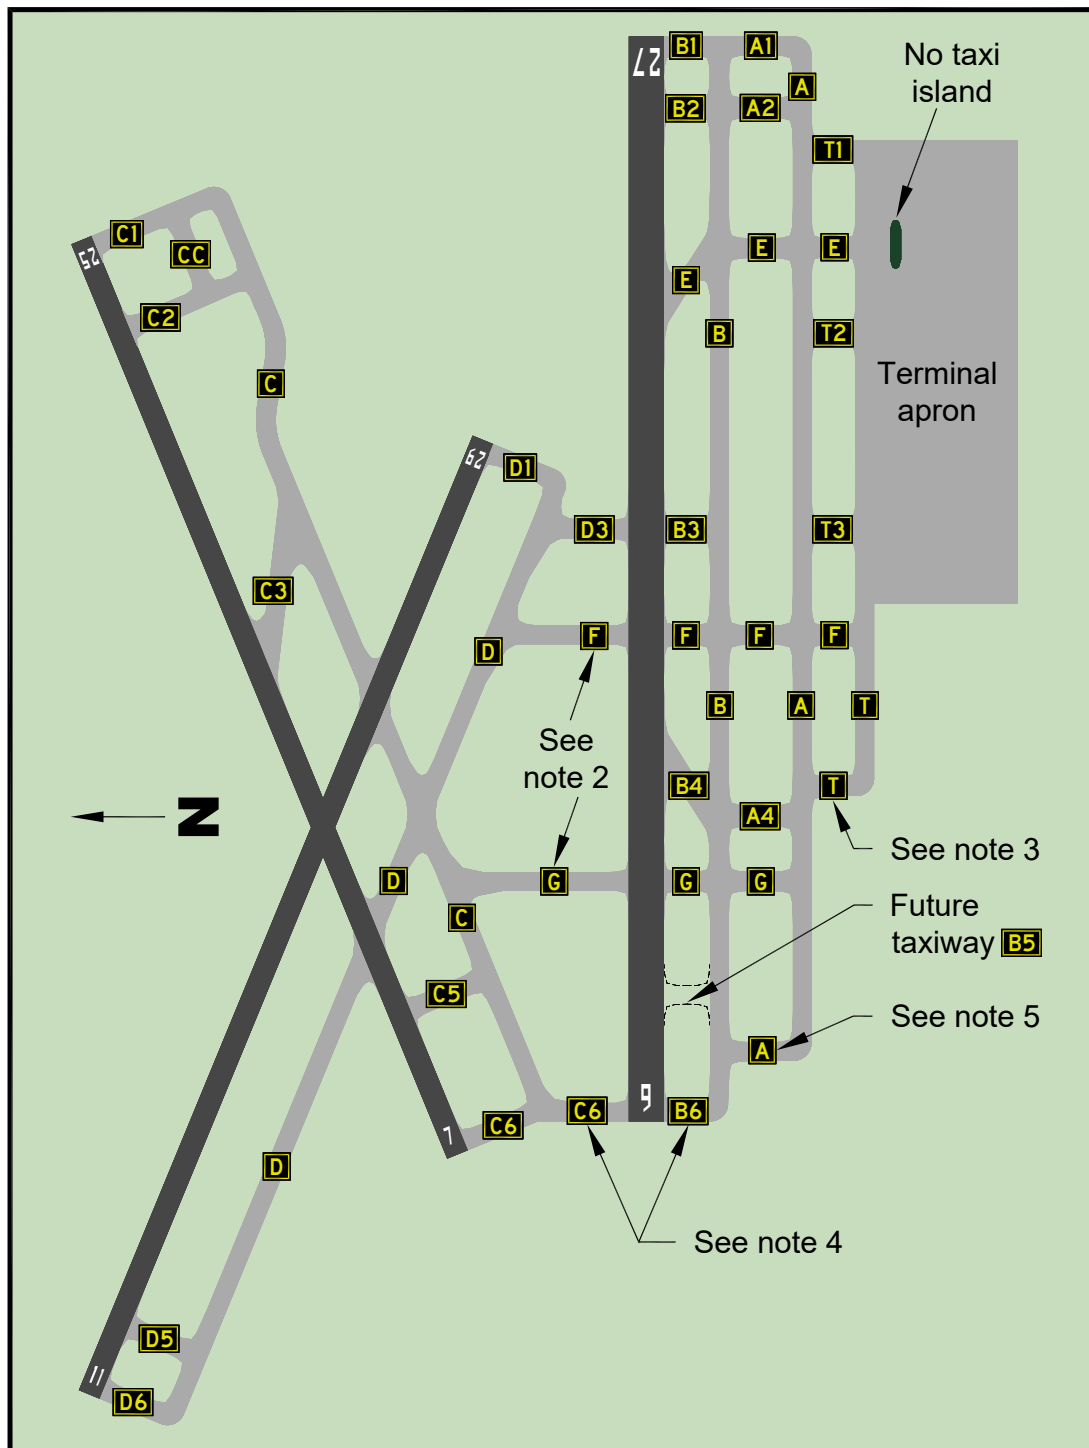 27
B1
A1
A
No taxi
island
B2
A2
T1
C1
CC
25
E
E
E
C2
B
T2
C
Terminal
apron
29
D1
D3
B3
T3
C3
F
F
F
F
D
B
A
T
See
note 2
B4
T
A4
N
See note 3
D
G
G
G
C
Future
taxiway B5
C5
See note 5
A
9
C6
B6
C6
7
D
See note 4
D5
11
D6